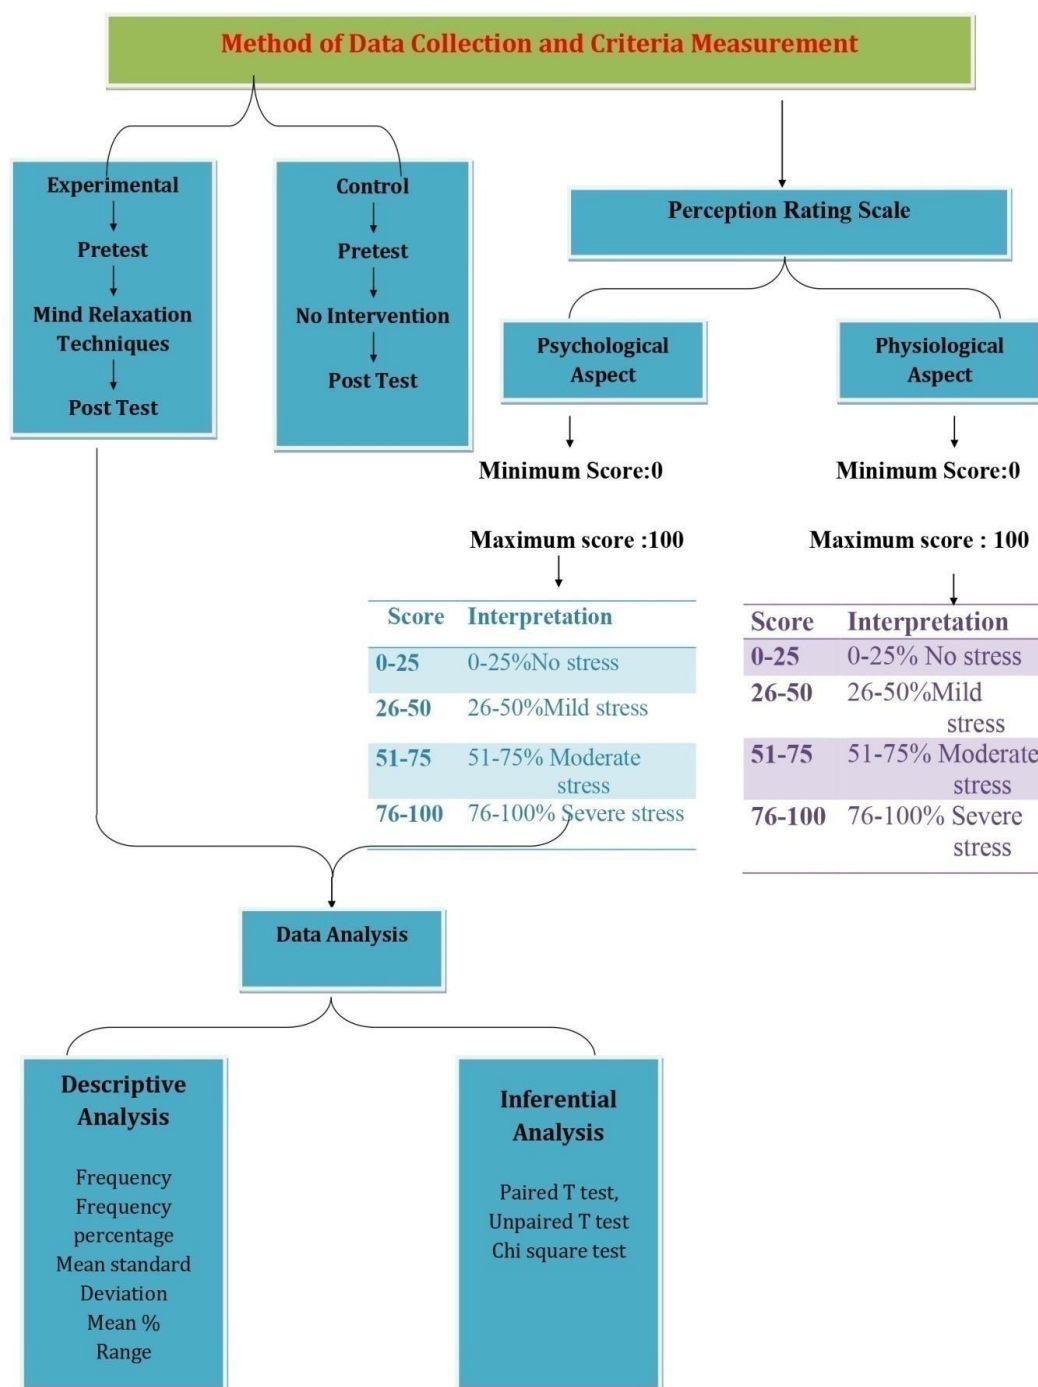 Method of Data Collection and Criteria Measurement
Experimental
Pretest
Mind Relaxation
Techniques
Post Test
Control
Pretest
No Intervention
Post Test
Perception Rating Scale
Psychological
Aspect
Minimum Score:0
Maximum score :100
Score Interpretation
0-25 0-25%No stress
26-50 26-50%Mild stress
51-75 51-75% Moderate
stress
76-100 76-100% Severe stress
Physiological
Aspect
Minimum Score:0
Maximum score : 100
Score Interpretation
0-25 0-25% No stress
26-50 26-50%Mild
stress
51-75 51-75% Moderate
stress
76-100 76-100% Severe
stress
Data Analysis
Descriptive
Analysis
Frequency
Frequency
percentage
Mean standard
Deviation
Mean %
Range
Inferential
Analysis
Paired T test,
Unpaired T test
Chi square test